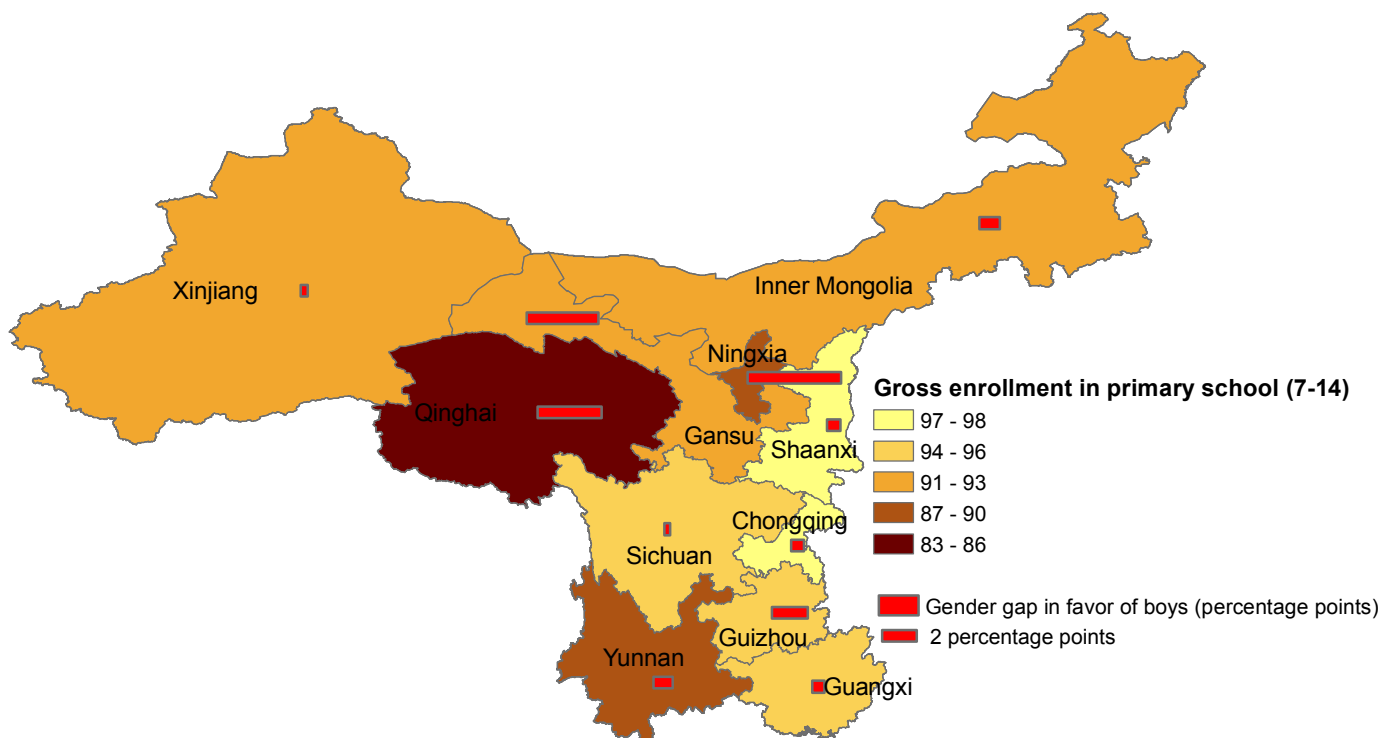 Xinjiang
Inner Mongolia
Ningxia
Qinghai
Gansu
Shaanxi
Chongqing
Sichuan
Guizhou
Yunnan
Guangxi
Gross enrollment in primary school (7-14)
97 - 98
94 - 96
91 - 93
87 - 90
83 - 86
Gender gap in favor of boys (percentage points)
2 percentage points